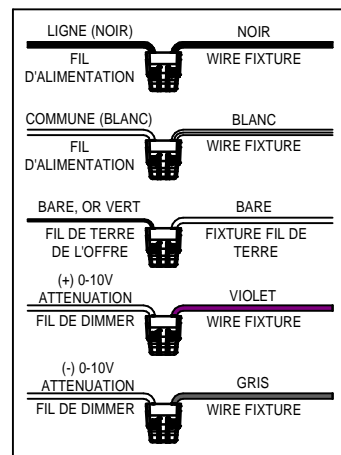 LIGNE (NOIR)
NOIR
FIL
D'ALIMENTATION
WIRE FIXTURE
COMMUNE (BLANC)
BLANC
FIL
D'ALIMENTATION
WIRE FIXTURE
BARE, OR VERT
BARE
FIL DE TERRE
DE L'OFFRE
FIXTURE FIL DE
TERRE
(+) 0-10V
ATTENUATION
VIOLET
FIL DE DIMMER
WIRE FIXTURE
(-) 0-10V
ATTENUATION
GRIS
FIL DE DIMMER
WIRE FIXTURE